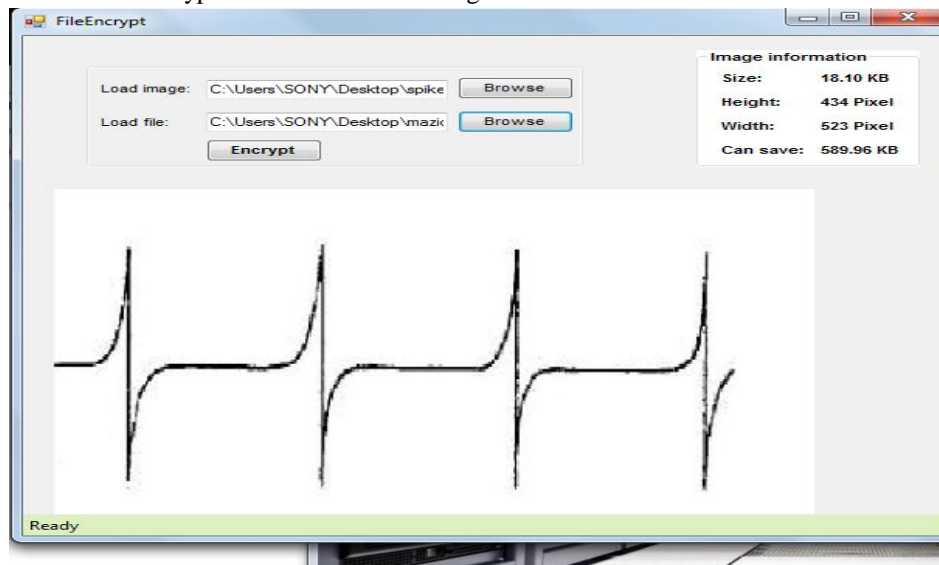 FileEncrypt
Load image: C:\Users\SONY\Desktop\spike Browse
Load file: C:\Users\SONY\Desktop\mazic Browse
Encrypt
Image information
Size: 18.10 KB
Height: 434 Pixel
Width: 523 Pixel
Can save: 589.96 KB
Ready